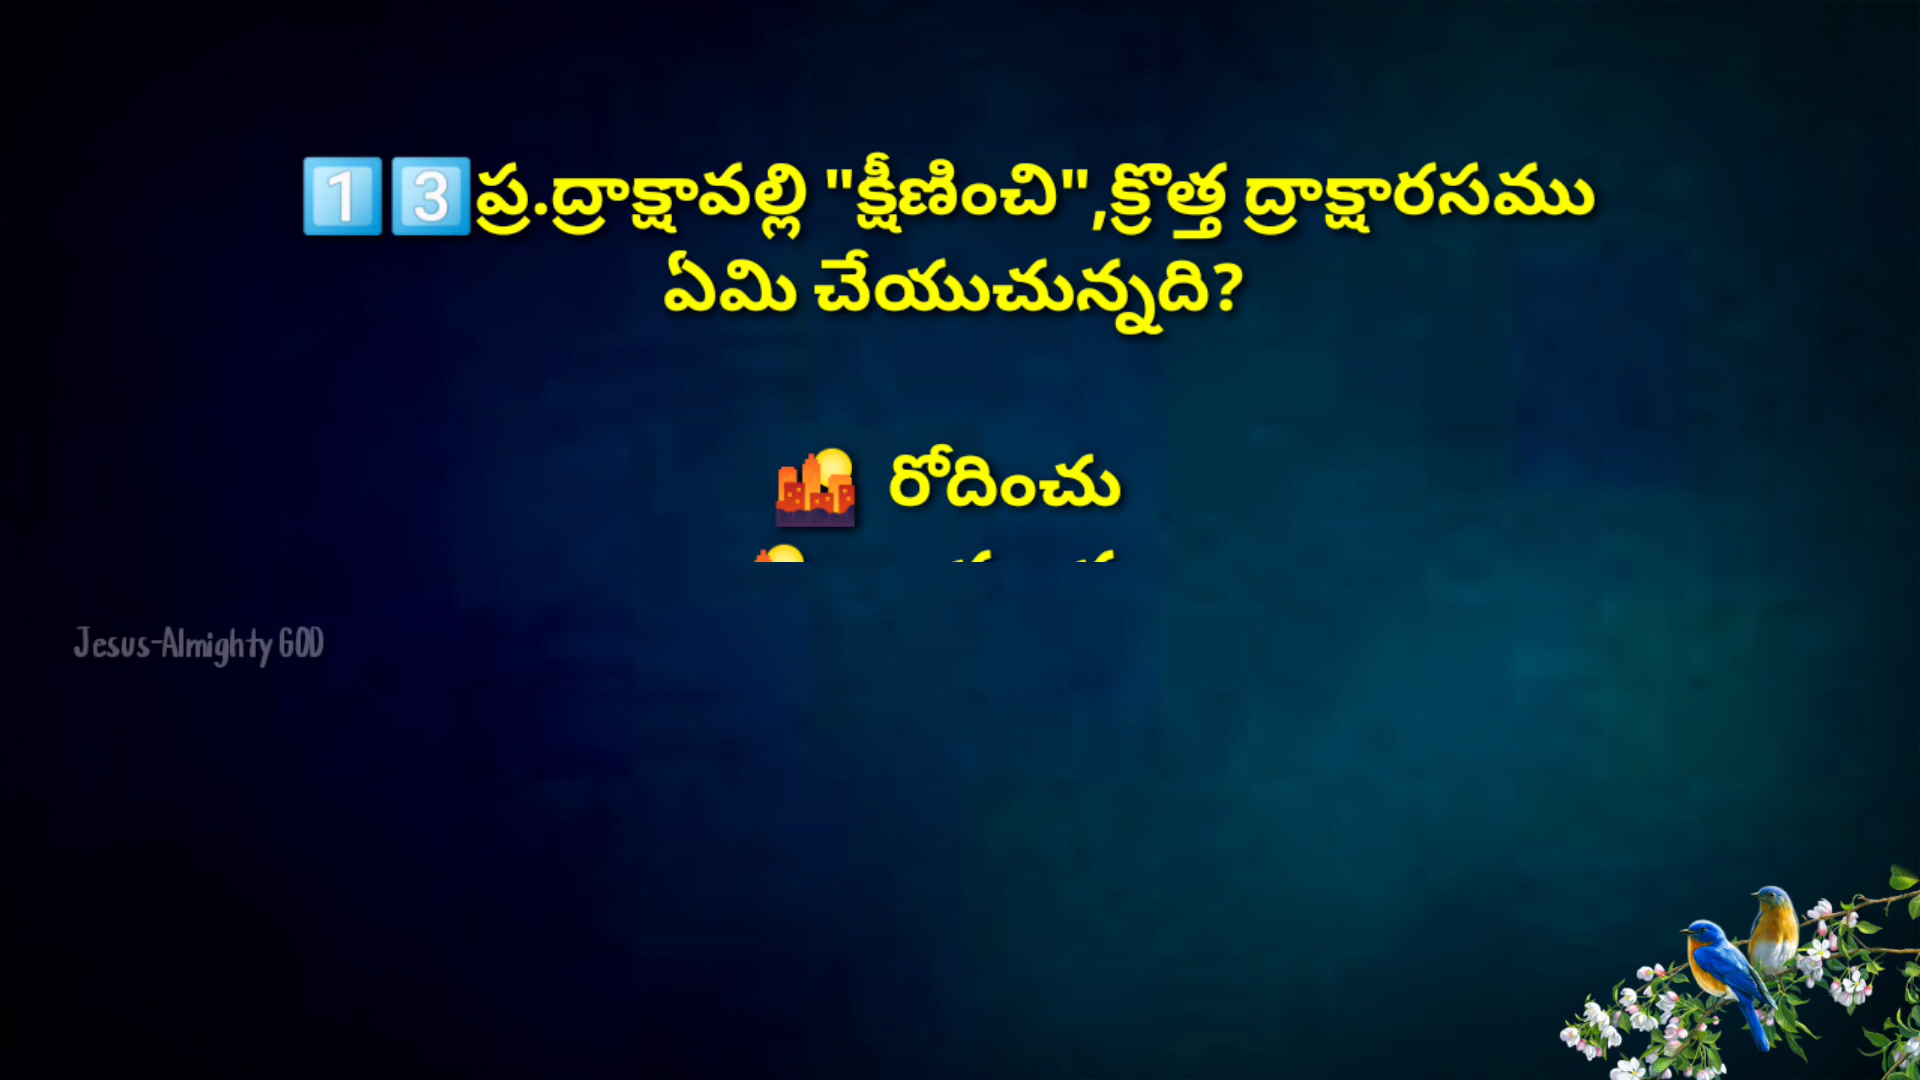 1️⃣3️⃣ప్ర.ద్రాక్షావల్లి "క్షీణించి",క్రొత్త ద్రాక్షారసము
ఏమి చేయుచున్నది?
🌇 రోదించు
Jesus-Almighty GOD